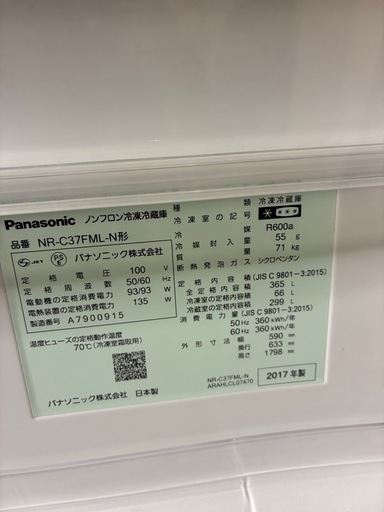 Panasonic ノンフロン冷凍冷蔵庫
品番 NR-C37FML-N形
JET PSE パナソニック株式会社
定格電圧 100 V
定格周波数 50/60 Hz
電動機の定格消費電力 93/93 W
電熱装置の定格消費電力 135 W
製造番号 A7900915
温度ヒューズの定格動作温度
70℃(冷凍室霜取用)
パナソニック株式会社 日本製
種類 冷凍冷蔵庫
冷凍室の記号
冷媒 R600a
冷媒封入量 55 g
質量 71 kg
断熱発泡ガス シクロペンタン
定格内容積 (JIS C 9801-3:2015)
全定格内容積 365 L
冷凍室の定格内容積 66 L
冷蔵室の定格内容積 299 L
消費電力量 (JIS C 9801-3:2015)
50Hz 360 kWh/年
60Hz 360 kWh/年
外形寸法 幅 590 mm
奥行 633 mm
高さ 1798 mm
NR-C37FML-N
ARAHLCL07470
2017年製